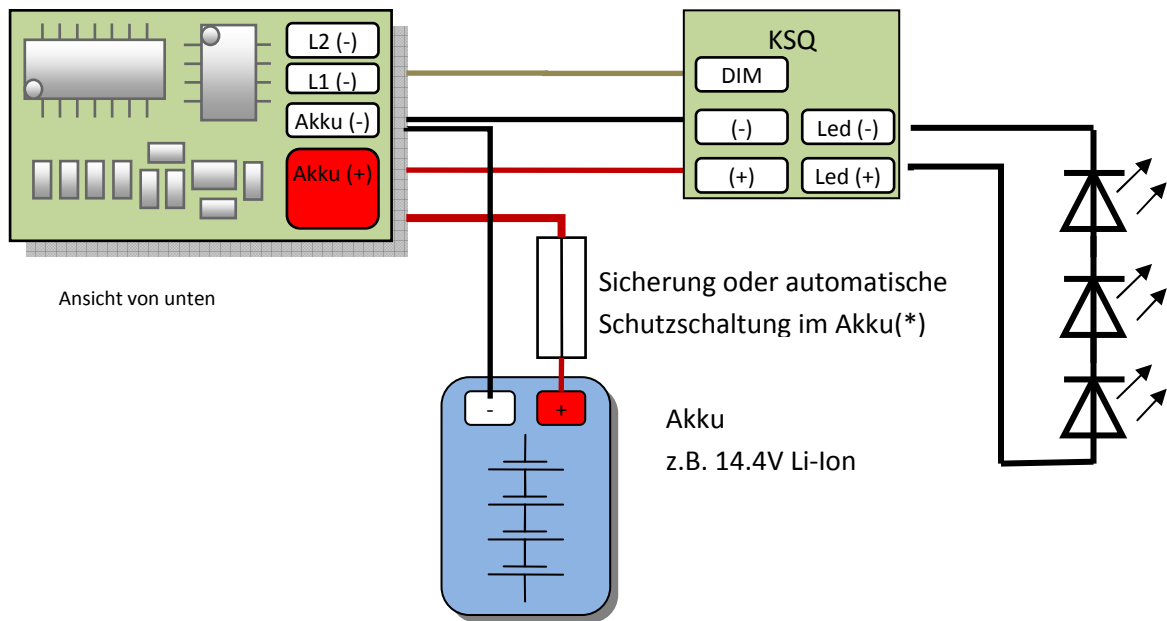 L2 (-)
L1 (-)
Akku (-)
Akku (+)
KSQ
DIM
(-)
Led (-)
(+)
Led (+)
Ansicht von unten
Sicherung oder automatische
Schutzschaltung im Akku(*)
-
+
Akku
z.B. 14.4V Li-Ion